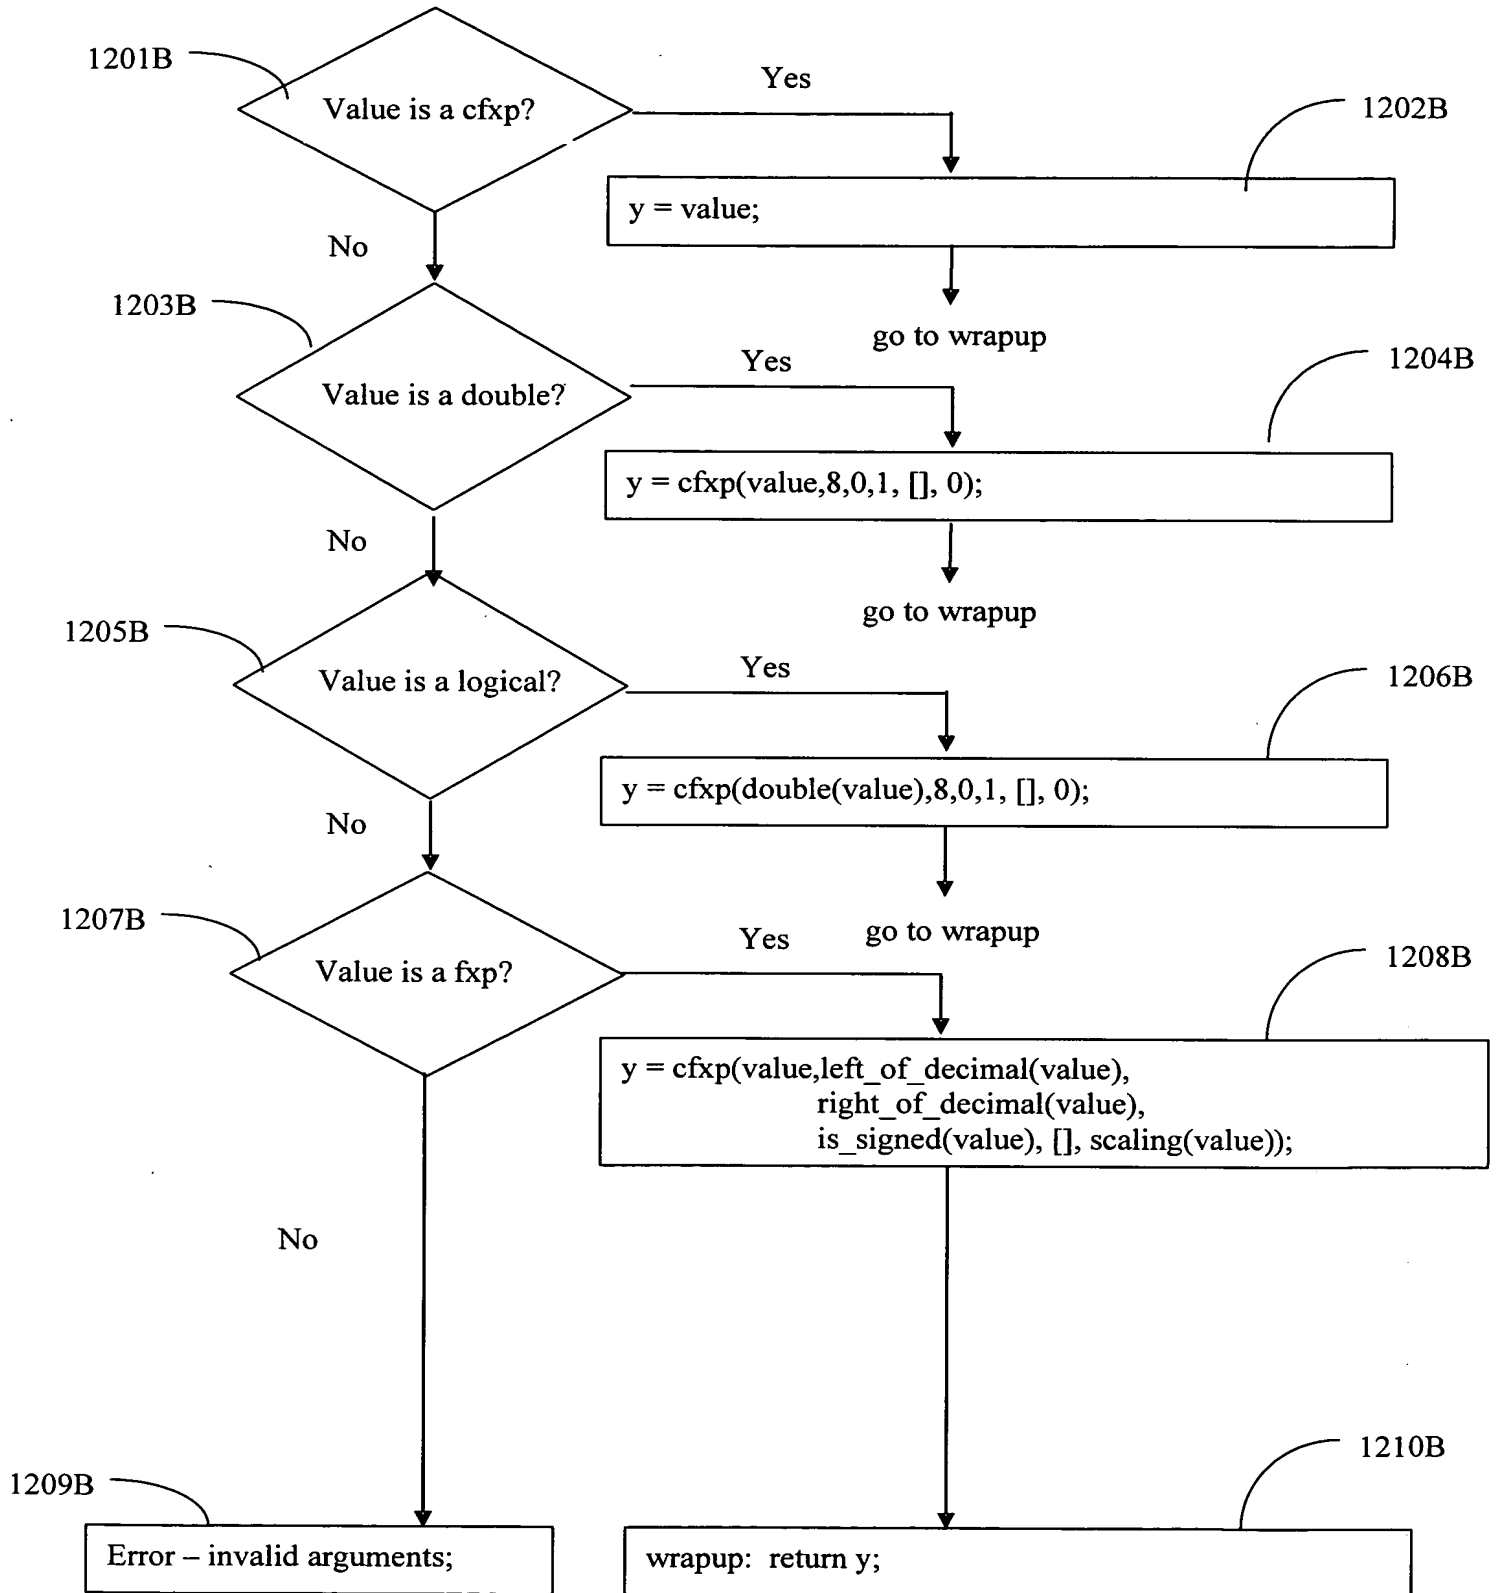 1201B
Value is a cfxp?
Yes
1202B
y = value;
No
go to wrapup
1203B
Value is a double?
Yes
1204B
y = cfxp(value,8,0,1, [], 0);
No
go to wrapup
1205B
Value is a logical?
Yes
1206B
y = cfxp(double(value),8,0,1, [], 0);
No
go to wrapup
1207B
Value is a fxp?
Yes
1208B
y = cfxp(value,left_of_decimal(value),
right_of_decimal(value),
is_signed(value), [], scaling(value));
No
1209B
Error – invalid arguments;
1210B
wrapup: return y;